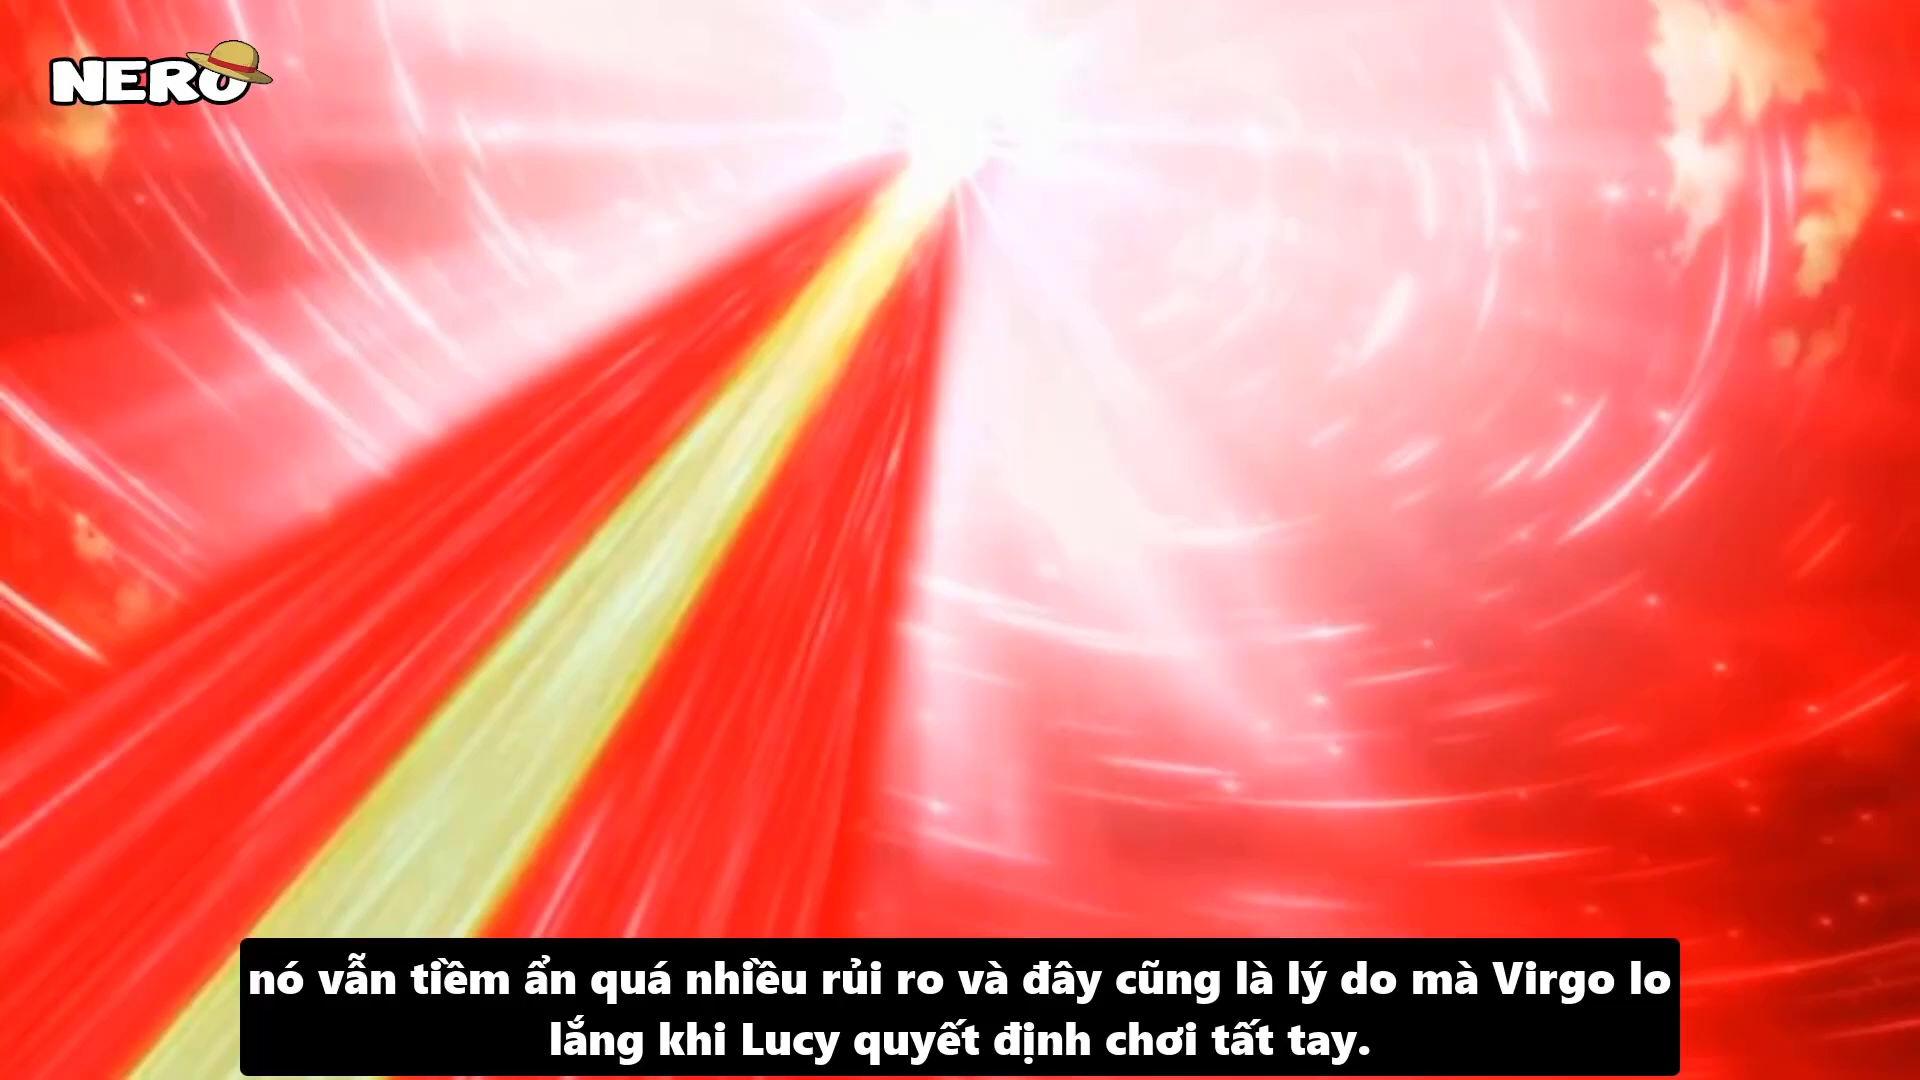 NERO
nó vẫn tiềm ẩn quá nhiều rủi ro và đây cũng là lý do mà Virgo lo
lắng khi Lucy quyết định chơi tất tay.